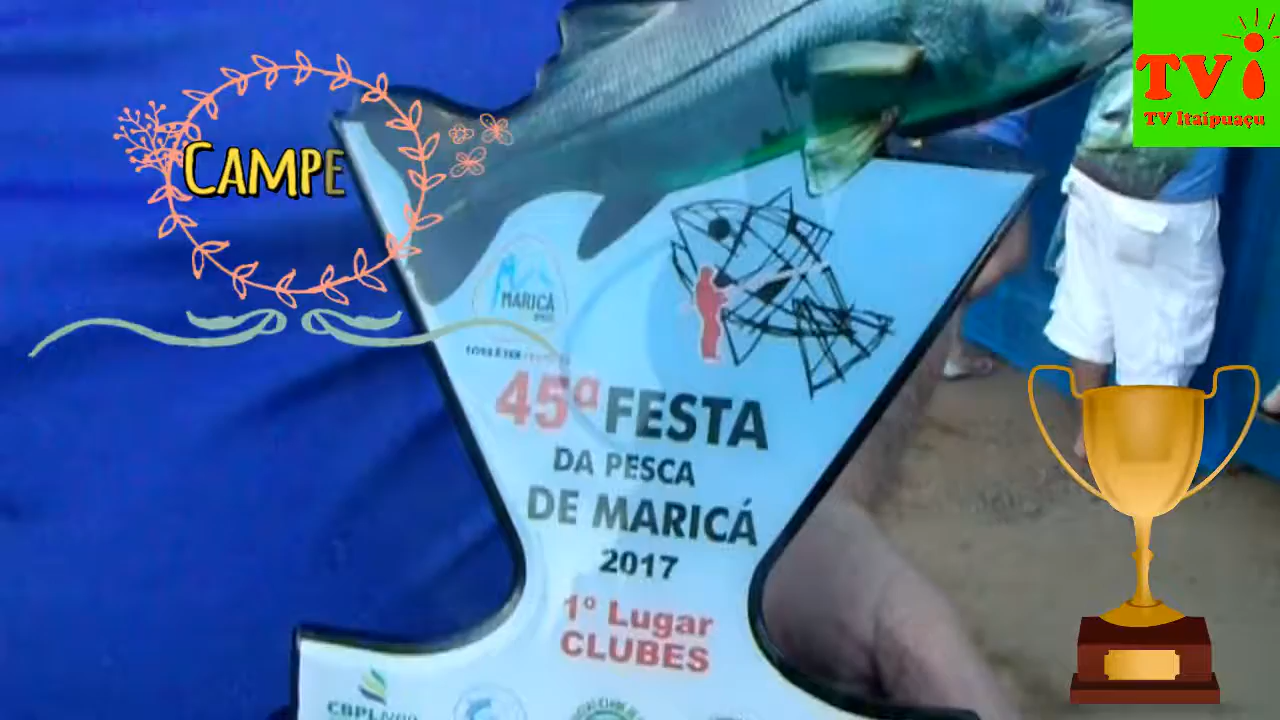 TVi
TV Itaipuaçu
CAMPE
MARICÁ
45ª FESTA
DA PESCA
DE MARICÁ
2017
1º Lugar
CLUBES